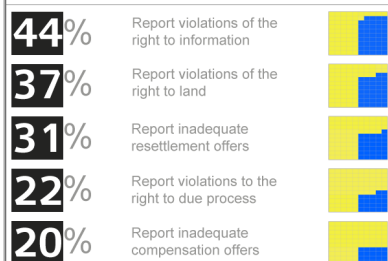 44% Report violations of the
right to information
37% Report violations of the
right to land
31% Report inadequate
resettlement offers
22% Report violations to the
right to due process
20% Report inadequate
compensation offers